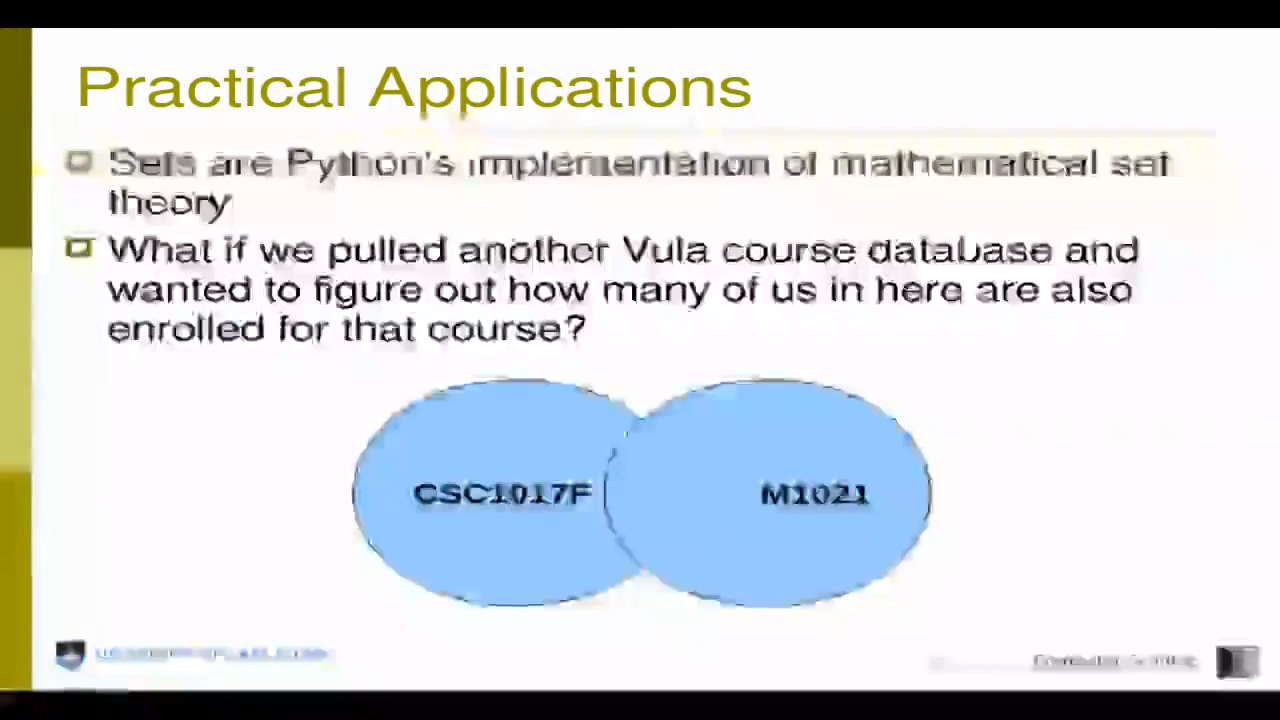 Practical Applications
Sets are Python's implementation of mathematical set
theory
What if we pulled another Vula course database and
wanted to figure out how many of us in here are also
enrolled for that course?
CSC1017F
M1021